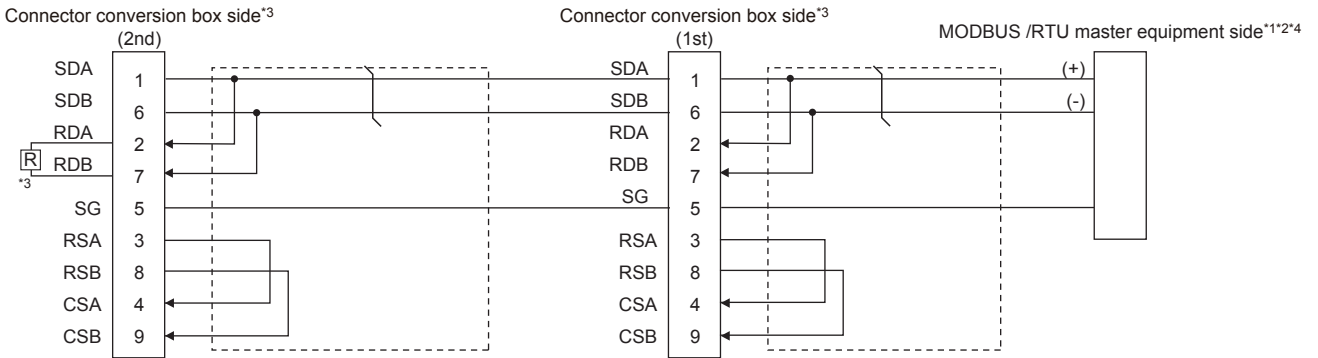 Connector conversion box side*3
(2nd)
SDA 1
SDB 6
RDA 2
RDB 7
R
*3
SG 5
RSA 3
RSB 8
CSA 4
CSB 9
Connector conversion box side*3
(1st)
SDA 1
SDB 6
RDA 2
RDB 7
SG 5
RSA 3
RSB 8
CSA 4
CSB 9
MODBUS /RTU master equipment side*1*2*4
(+)
(-)